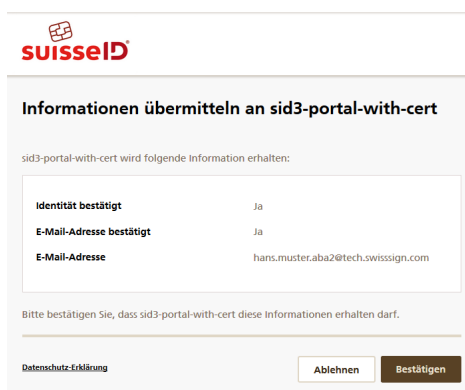 suisseID
Informationen übermitteln an sid3-portal-with-cert
sid3-portal-with-cert wird folgende Information erhalten:
Identität bestätigt Ja
E-Mail-Adresse bestätigt Ja
E-Mail-Adresse hans.muster.aba2@tech.swisssign.com
Bitte bestätigen Sie, dass sid3-portal-with-cert diese Informationen erhalten darf.
Datenschutz-Erklärung Ablehnen Bestätigen